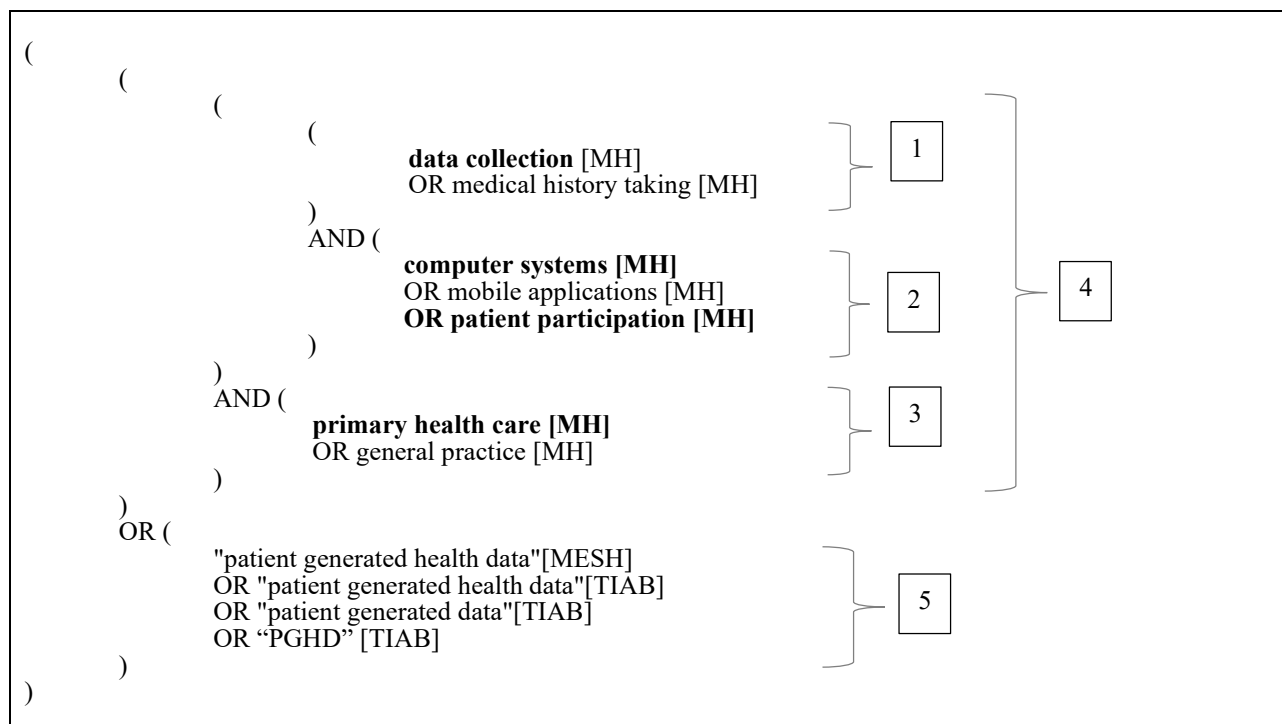 (
(
(
(
data collection [MH]
OR medical history taking [MH]
)
1
AND (
computer systems [MH]
OR mobile applications [MH]
OR patient participation [MH]
)
2
)
AND (
primary health care [MH]
OR general practice [MH]
)
3
4
)
OR (
"patient generated health data"[MESH]
OR "patient generated health data"[TIAB]
OR "patient generated data"[TIAB]
OR “PGHD” [TIAB]
)
5
)